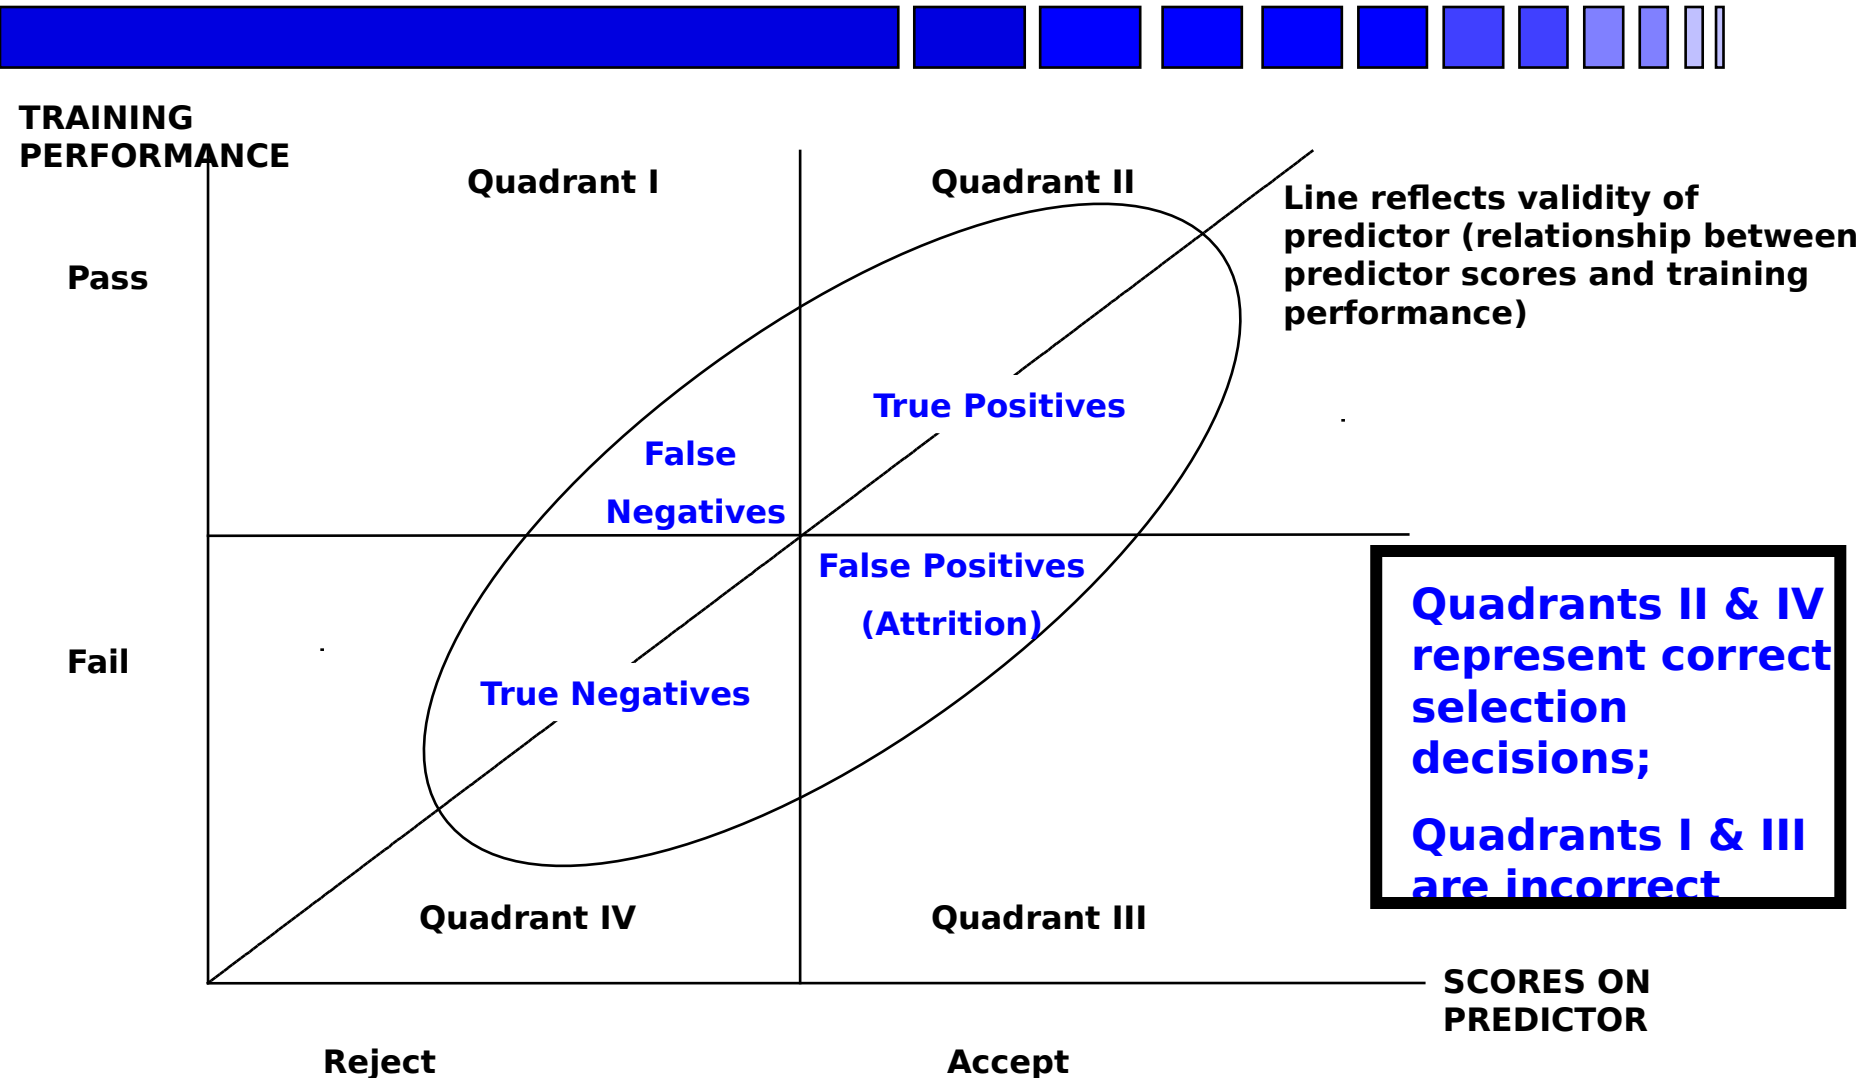 TRAINING
PERFORMANCE
Quadrant I
Quadrant II
Line reflects validity of
predictor (relationship between
predictor scores and training
performance)
Pass
True Positives
False
Negatives
False Positives
(Attrition)
Fail
True Negatives
Quadrants II & IV
represent correct
selection
decisions;
Quadrants I & III
are incorrect
Quadrant IV
Quadrant III
SCORES ON
PREDICTOR
Reject
Accept